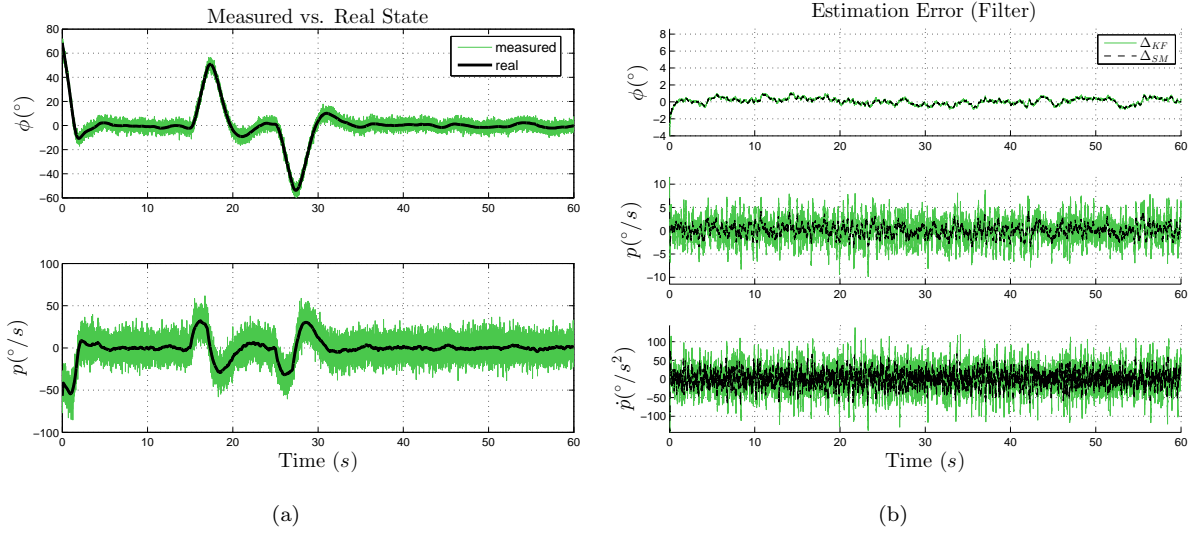 Measured vs. Real State
80
60
40
20
0
−20
−40
−60
ϕ(°)
measured
real
0 10 20 30 40 50 60
100
50
0
−50
−100
p(°/s)
0 10 20 30 40 50 60
Time (s)
(a)
Estimation Error (Filter)
8
6
4
2
0
−2
−4
ϕ(°)
Δ_KF
Δ_SM
0 10 20 30 40 50 60
10
5
0
−5
−10
p(°/s)
0 10 20 30 40 50 60
100
50
0
−50
−100
ṗ(°/s²)
0 10 20 30 40 50 60
Time (s)
(b)